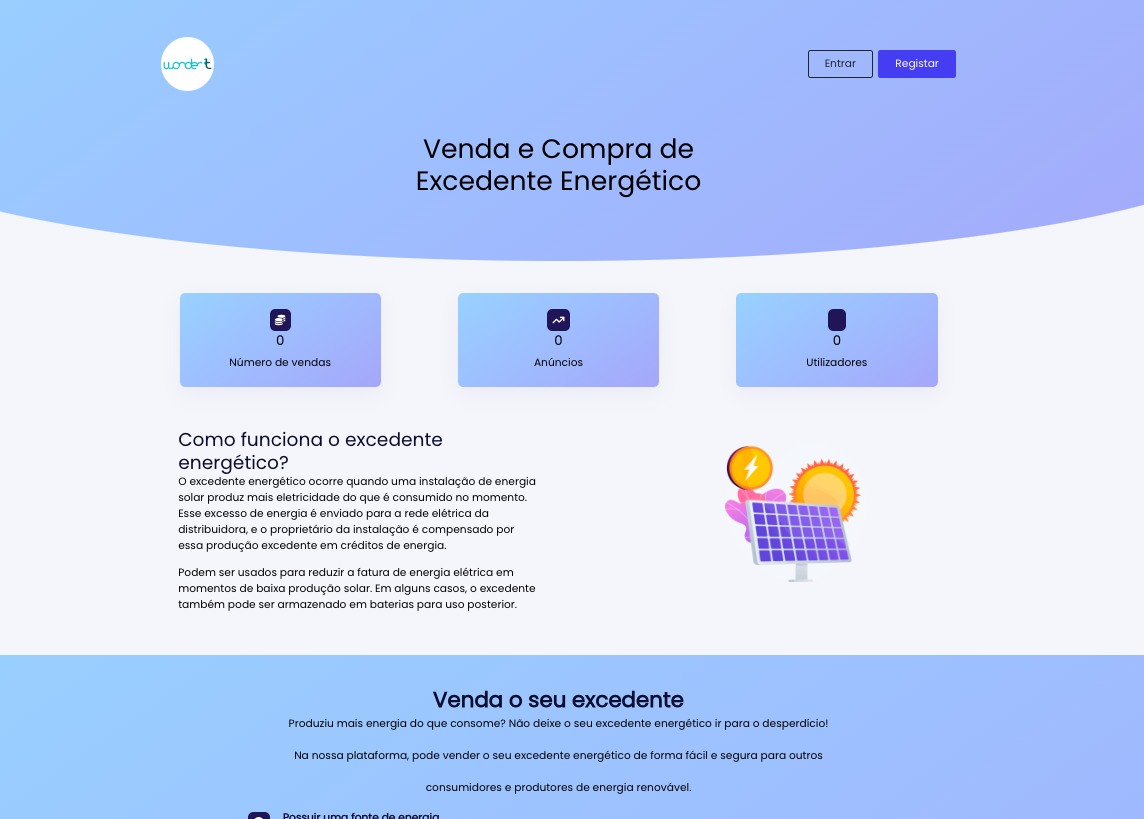 wondert
Entrar
Registar
Venda e Compra de
Excedente Energético
0
Número de vendas
0
Anúncios
0
Utilizadores
Como funciona o excedente
energético?
O excedente energético ocorre quando uma instalação de energia
solar produz mais eletricidade do que é consumido no momento.
Esse excesso de energia é enviado para a rede elétrica da
distribuidora, e o proprietário da instalação é compensado por
essa produção excedente em créditos de energia.
Podem ser usados para reduzir a fatura de energia elétrica em
momentos de baixa produção solar. Em alguns casos, o excedente
também pode ser armazenado em baterias para uso posterior.
Venda o seu excedente
Produziu mais energia do que consome? Não deixe o seu excedente energético ir para o desperdício!
Na nossa plataforma, pode vender o seu excedente energético de forma fácil e segura para outros
consumidores e produtores de energia renovável.
Possuir uma fonte de energia